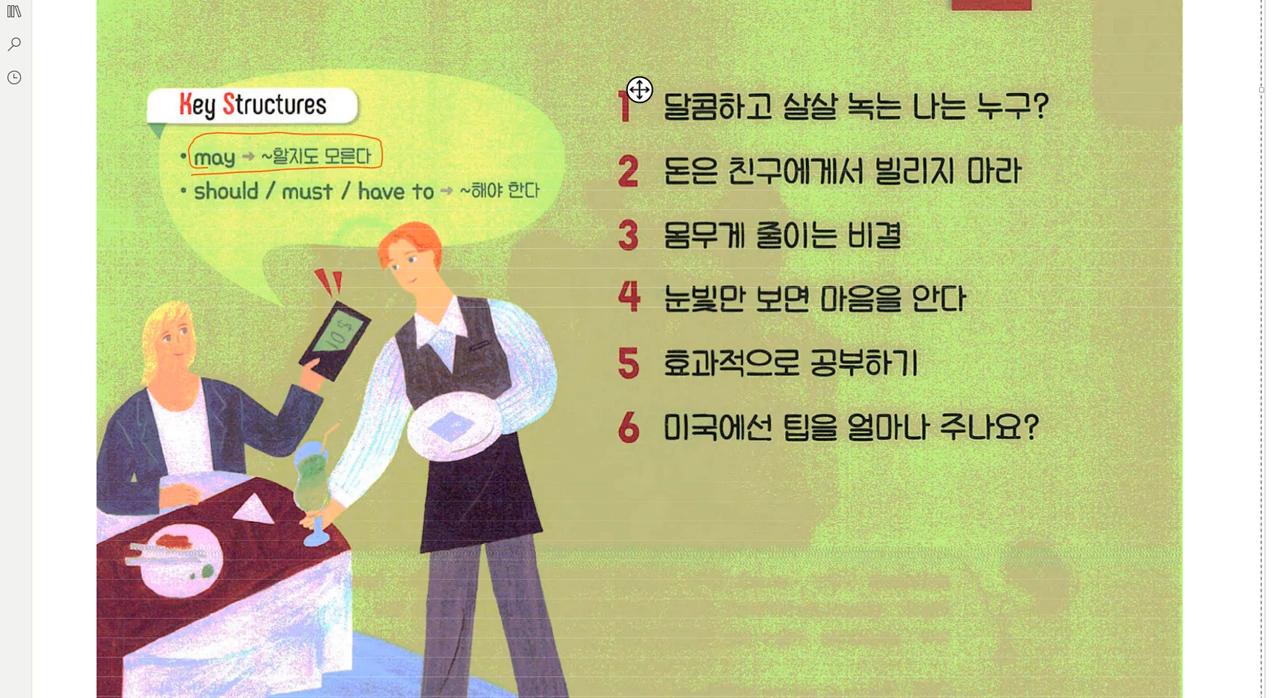 Key Structures
• may → ~할지도 모른다
• should / must / have to → ~해야 한다
1 달콤하고 살살 녹는 나는 누구?
2 돈은 친구에게서 빌리지 마라
3 몸무게 줄이는 비결
4 눈빛만 보면 마음을 안다
5 효과적으로 공부하기
6 미국에선 팁을 얼마나 주나요?